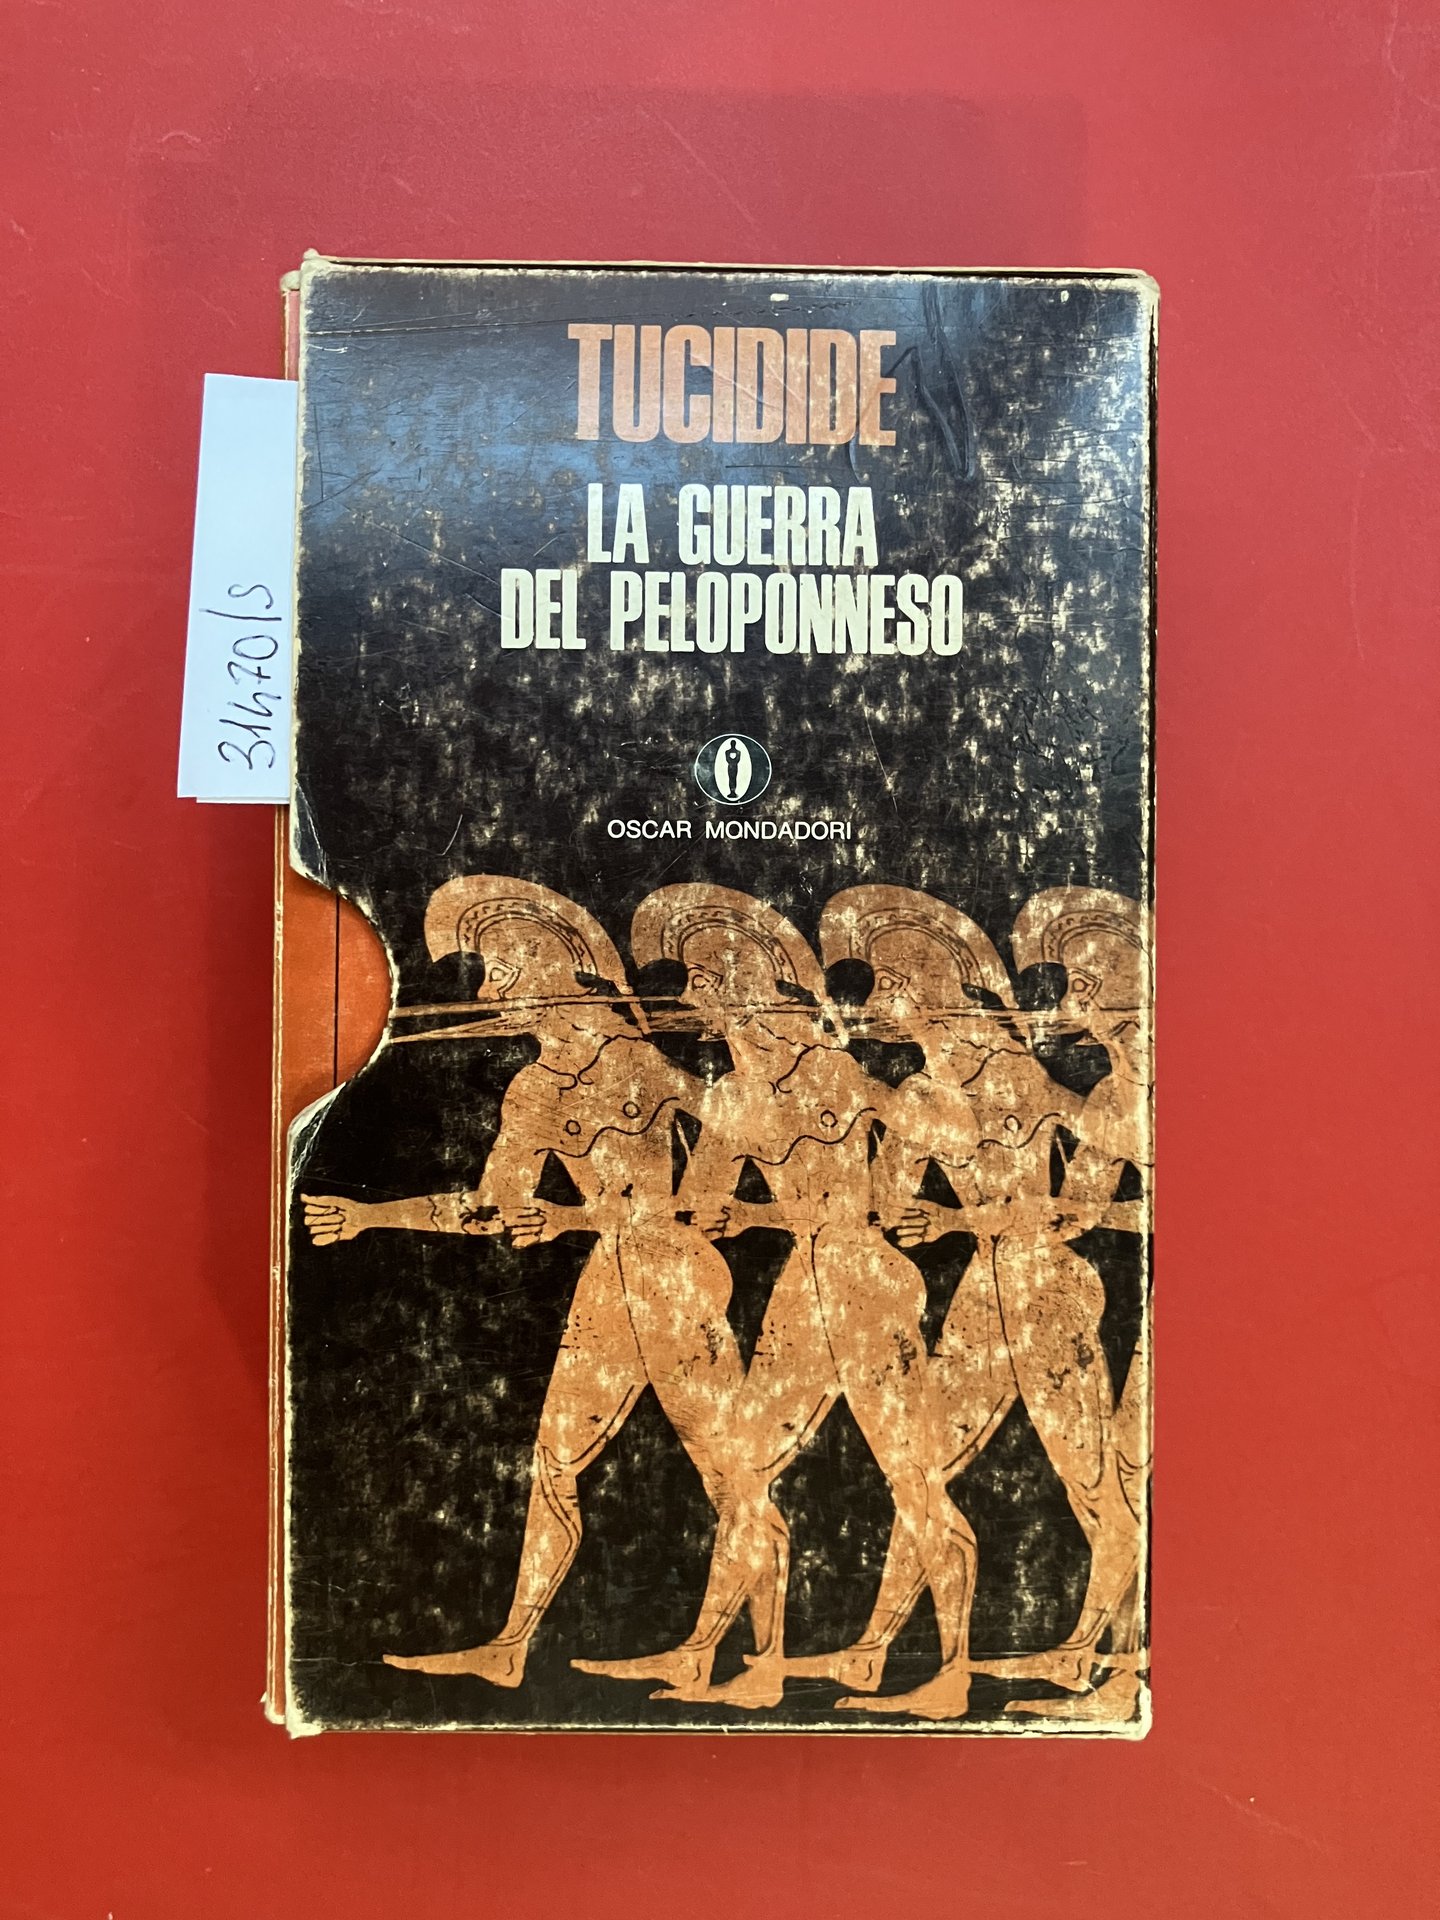 TUCIDIDE
LA GUERRA
DEL PELOPONNESO
OSCAR MONDADORI
31470/S